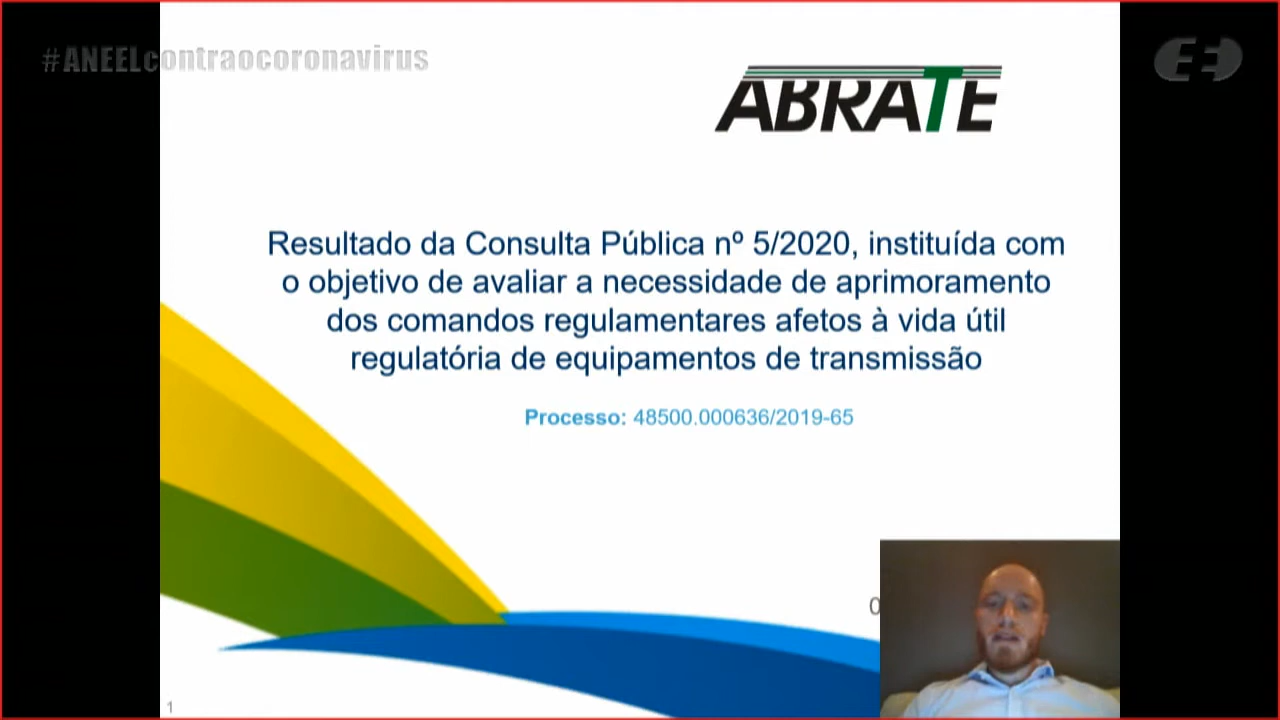 #ANEELcontraocoronavirus
ABRATE
Resultado da Consulta Pública nº 5/2020, instituída com
o objetivo de avaliar a necessidade de aprimoramento
dos comandos regulamentares afetos à vida útil
regulatória de equipamentos de transmissão
Processo: 48500.000636/2019-65
1